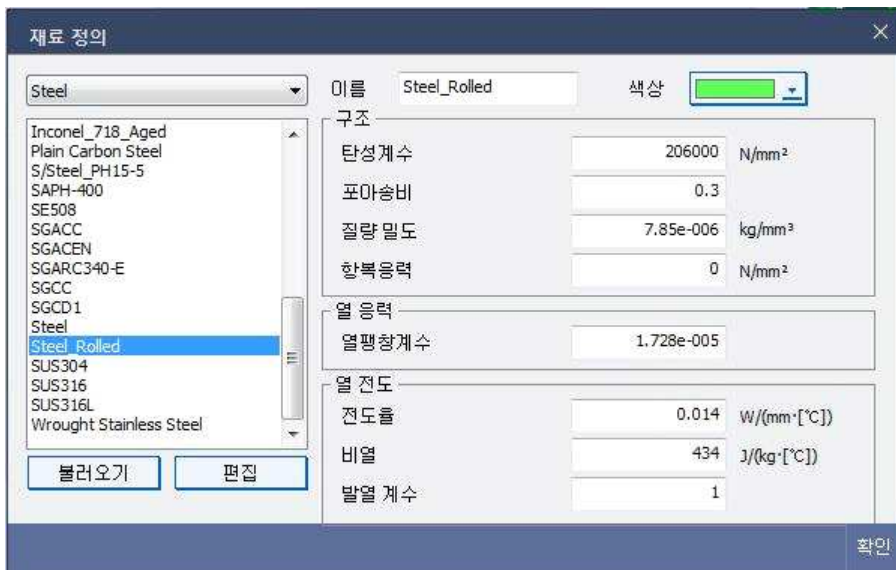 재료 정의
Steel
이름 Steel_Rolled 색상
Inconel_718_Aged
Plain Carbon Steel
S/Steel_PH15-5
SAPH-400
SE508
SGACC
SGACEN
SGARC340-E
SGCC
SGCD1
Steel
Steel_Rolled
SUS304
SUS316
SUS316L
Wrought Stainless Steel
불러오기 편집
구조
탄성계수 206000 N/mm²
포아송비 0.3
질량 밀도 7.85e-006 kg/mm³
항복응력 0 N/mm²
열 응력
열팽창계수 1.728e-005
열 전도
전도율 0.014 W/(mm·[℃])
비열 434 J/(kg·[℃])
발열 계수 1
확인